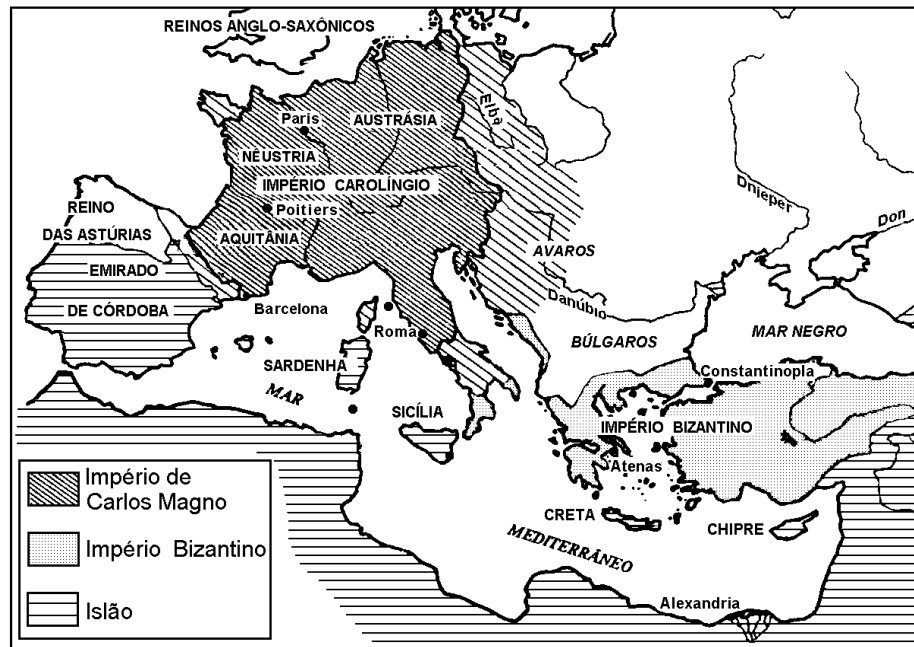 REINOS ANGLO-SAXÔNICOS
Paris
AUSTRÁSIA
Elba
NÊUSTRIA
IMPÉRIO CAROLÍNGIO
Poitiers
AQUITÂNIA
REINO
DAS ASTÚRIAS
EMIRADO
DE CÓRDOBA
Barcelona
Roma
SARDENHA
MAR
SICÍLIA
AVAROS
Danúbio
BÚLGAROS
Dnieper
Don
MAR NEGRO
Constantinopla
IMPÉRIO BIZANTINO
Atenas
CRETA
CHIPRE
MEDITERRÂNEO
Alexandria
Império de
Carlos Magno
Império Bizantino
Islão